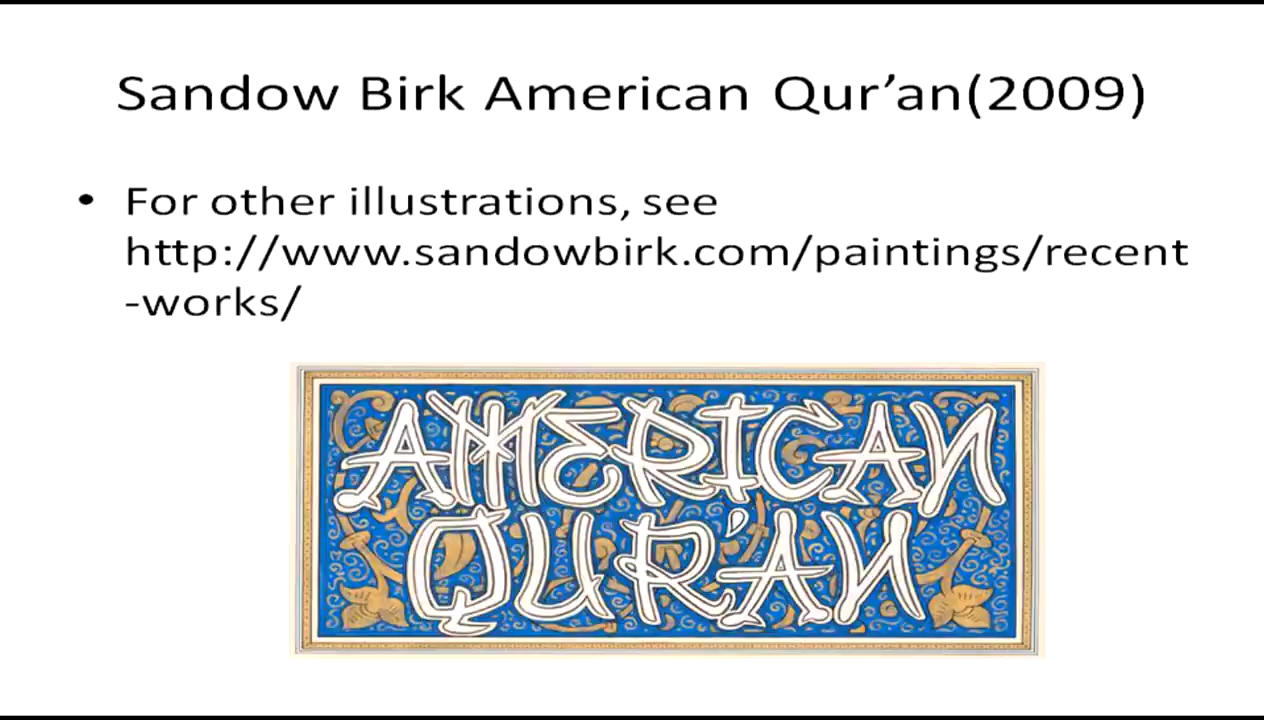 Sandow Birk American Qur’an(2009)
• For other illustrations, see
http://www.sandowbirk.com/paintings/recent
-works/
AMERICAN
QUR'AN